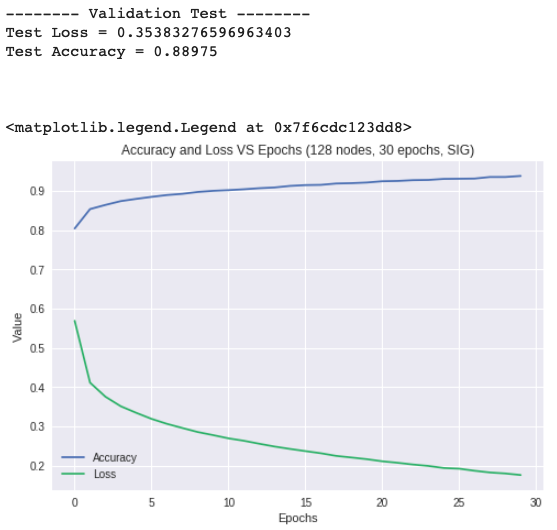 -------- Validation Test --------
Test Loss = 0.35383276596963403
Test Accuracy = 0.88975
<matplotlib.legend.Legend at 0x7f6cdc123dd8>
Accuracy and Loss VS Epochs (128 nodes, 30 epochs, SIG)
0.9
0.8
0.7
0.6
0.5
0.4
0.3
0.2
Value
Accuracy
Loss
0 5 10 15 20 25 30
Epochs